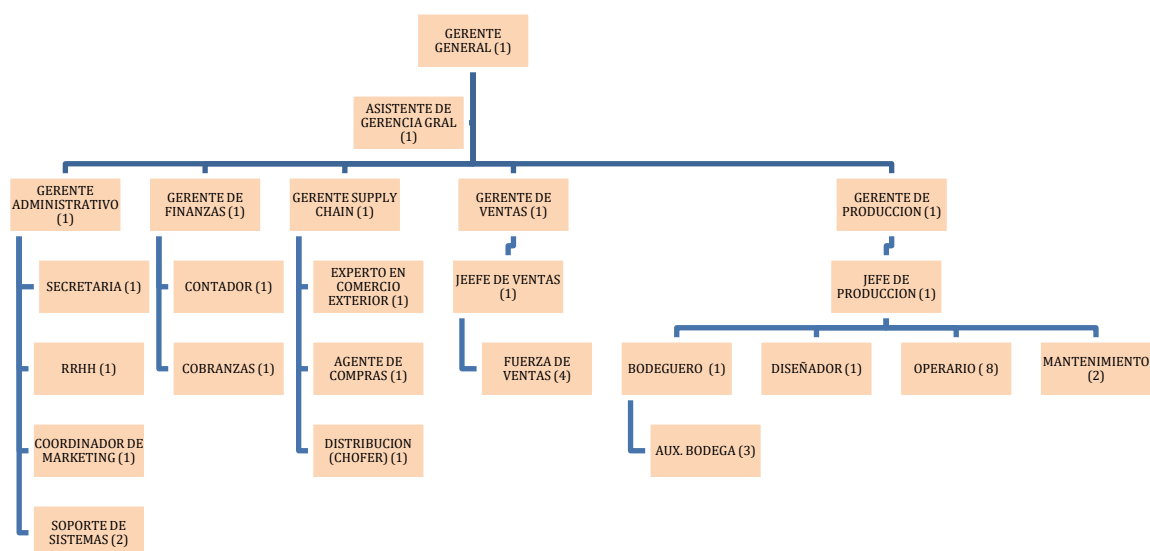 GERENTE
GENERAL (1)
ASISTENTE DE
GERENCIA GRAL
(1)
GERENTE
ADMINISTRATIVO
(1)
GERENTE DE
FINANZAS (1)
GERENTE SUPPLY
CHAIN (1)
GERENTE DE
VENTAS (1)
GERENTE DE
PRODUCCION (1)
SECRETARIA (1)
CONTADOR (1)
EXPERTO EN
COMERCIO
EXTERIOR (1)
JEEFE DE VENTAS
(1)
JEFE DE
PRODUCCION (1)
RRHH (1)
COBRANZAS (1)
AGENTE DE
COMPRAS (1)
FUERZA DE
VENTAS (4)
BODEGUERO  (1)
DISEÑADOR (1)
OPERARIO ( 8)
MANTENIMIENTO
(2)
COORDINADOR DE
MARKETING (1)
DISTRIBUCION
(CHOFER) (1)
AUX. BODEGA (3)
SOPORTE DE
SISTEMAS (2)